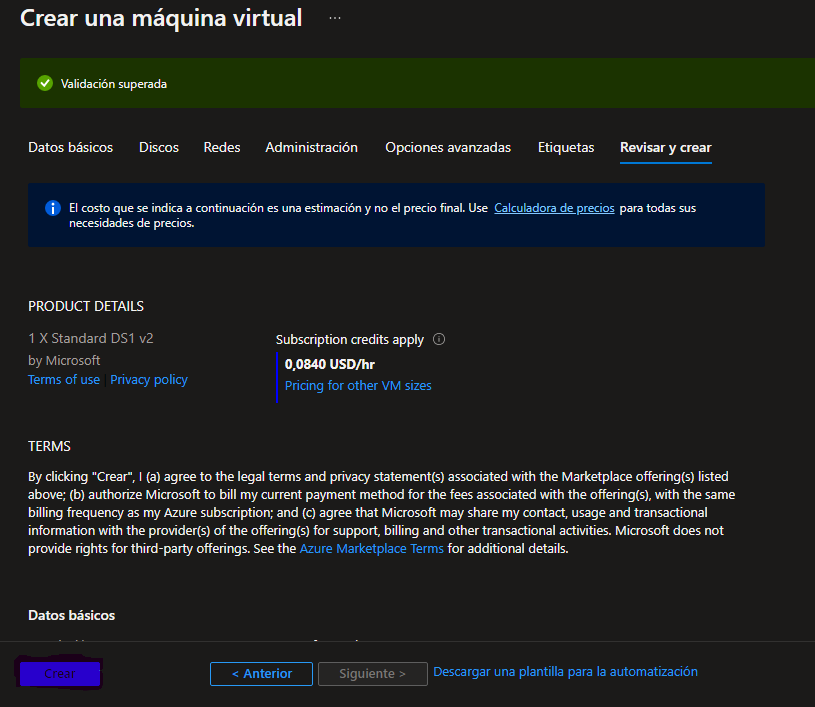 Crear una máquina virtual ...
Validación superada
Datos básicos Discos Redes Administración Opciones avanzadas Etiquetas Revisar y crear
El costo que se indica a continuación es una estimación y no el precio final. Use Calculadora de precios para todas sus
necesidades de precios.
PRODUCT DETAILS
1 X Standard DS1 v2
by Microsoft
Terms of use Privacy policy
Subscription credits apply
0,0840 USD/hr
Pricing for other VM sizes
TERMS
By clicking "Crear", I (a) agree to the legal terms and privacy statement(s) associated with the Marketplace offering(s) listed
above; (b) authorize Microsoft to bill my current payment method for the fees associated with the offering(s), with the same
billing frequency as my Azure subscription; and (c) agree that Microsoft may share my contact, usage and transactional
information with the provider(s) of the offering(s) for support, billing and other transactional activities. Microsoft does not
provide rights for third-party offerings. See the Azure Marketplace Terms for additional details.
Datos básicos
Crear
< Anterior
Siguiente >
Descargar una plantilla para la automatización